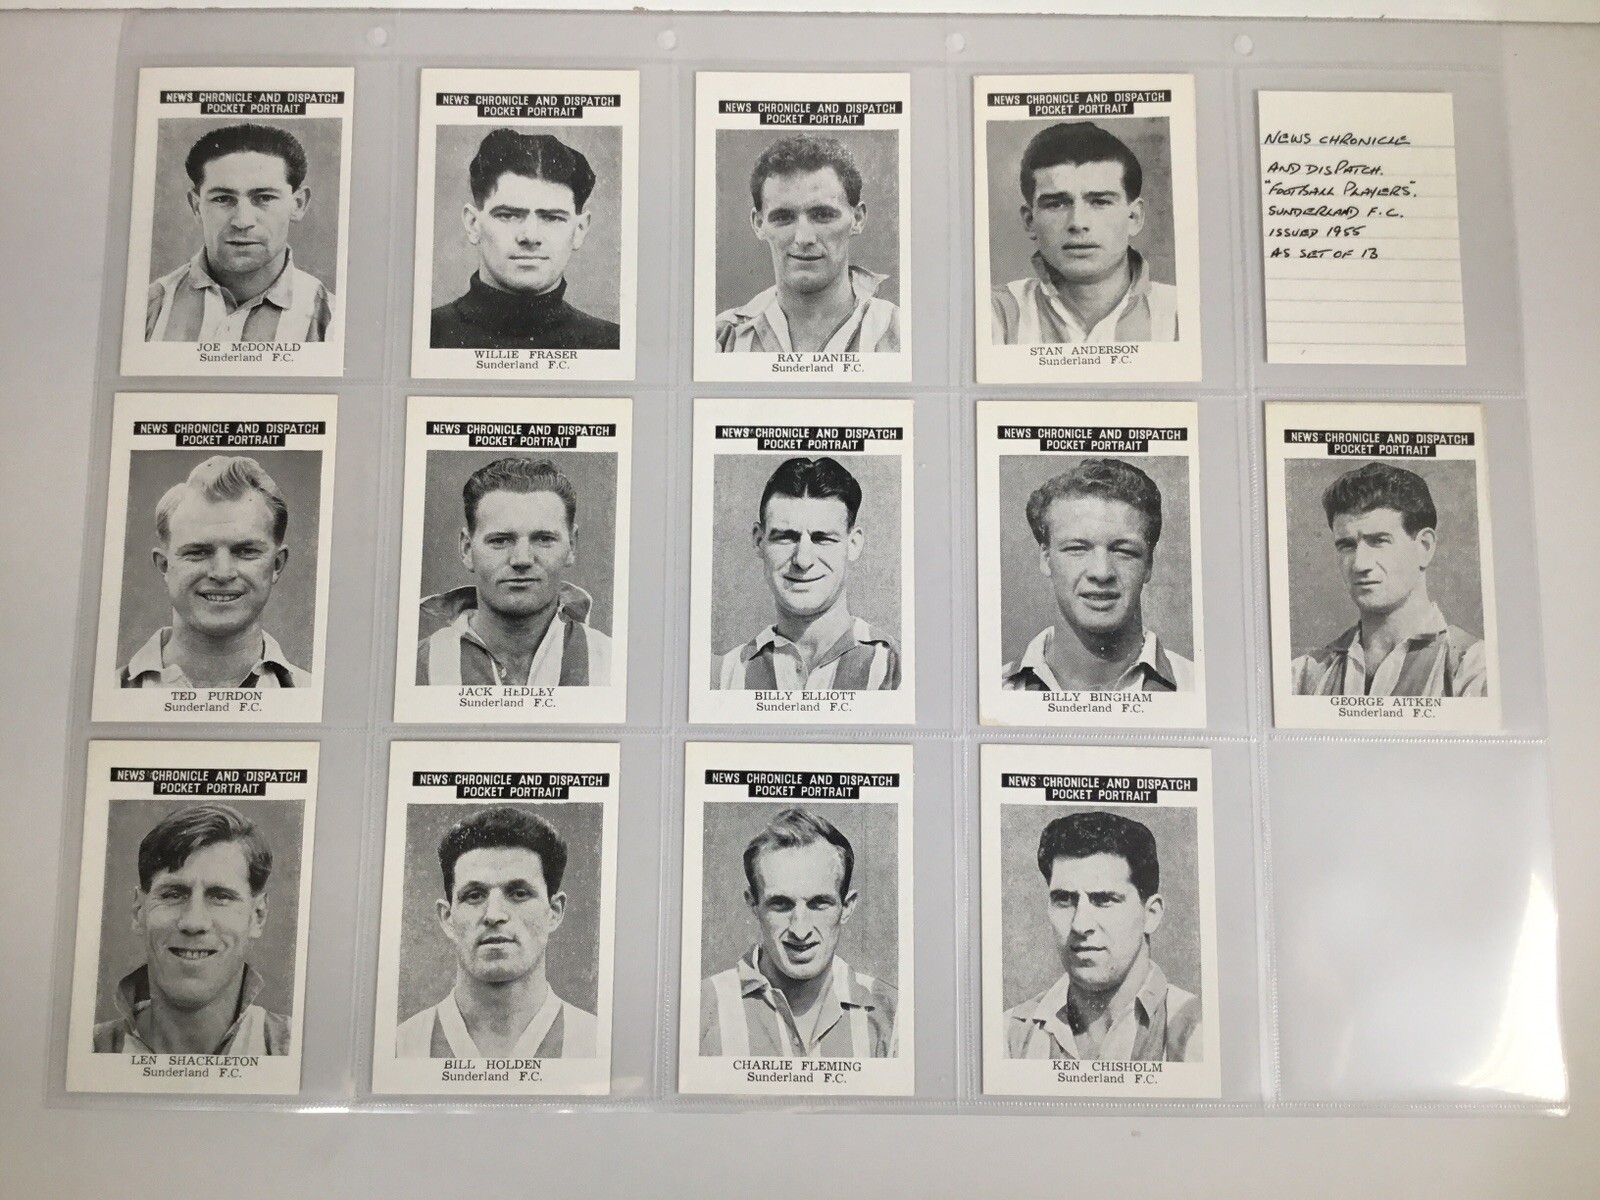 NEWS CHRONICLE AND DISPATCH
POCKET PORTRAIT
JOE McDONALD
Sunderland F.C.
NEWS CHRONICLE AND DISPATCH
POCKET PORTRAIT
WILLIE FRASER
Sunderland F.C.
NEWS CHRONICLE AND DISPATCH
POCKET PORTRAIT
RAY DANIEL
Sunderland F.C.
NEWS CHRONICLE AND DISPATCH
POCKET PORTRAIT
STAN ANDERSON
Sunderland F.C.
NEWS CHRONICLE
AND DISPATCH.
"FOOTBALL PLAYERS".
SUNDERLAND F.C.
ISSUED 1955
AS SET OF 13
NEWS CHRONICLE AND DISPATCH
POCKET PORTRAIT
TED PURDON
Sunderland F.C.
NEWS CHRONICLE AND DISPATCH
POCKET PORTRAIT
JACK HEDLEY
Sunderland F.C.
NEWS CHRONICLE AND DISPATCH
POCKET PORTRAIT
BILLY ELLIOTT
Sunderland F.C.
NEWS CHRONICLE AND DISPATCH
POCKET PORTRAIT
BILLY BINGHAM
Sunderland F.C.
NEWS CHRONICLE AND DISPATCH
POCKET PORTRAIT
GEORGE AITKEN
Sunderland F.C.
NEWS CHRONICLE AND DISPATCH
POCKET PORTRAIT
LEN SHACKLETON
Sunderland F.C.
NEWS CHRONICLE AND DISPATCH
POCKET PORTRAIT
BILL HOLDEN
Sunderland F.C.
NEWS CHRONICLE AND DISPATCH
POCKET PORTRAIT
CHARLIE FLEMING
Sunderland F.C.
NEWS CHRONICLE AND DISPATCH
POCKET PORTRAIT
KEN CHISHOLM
Sunderland F.C.